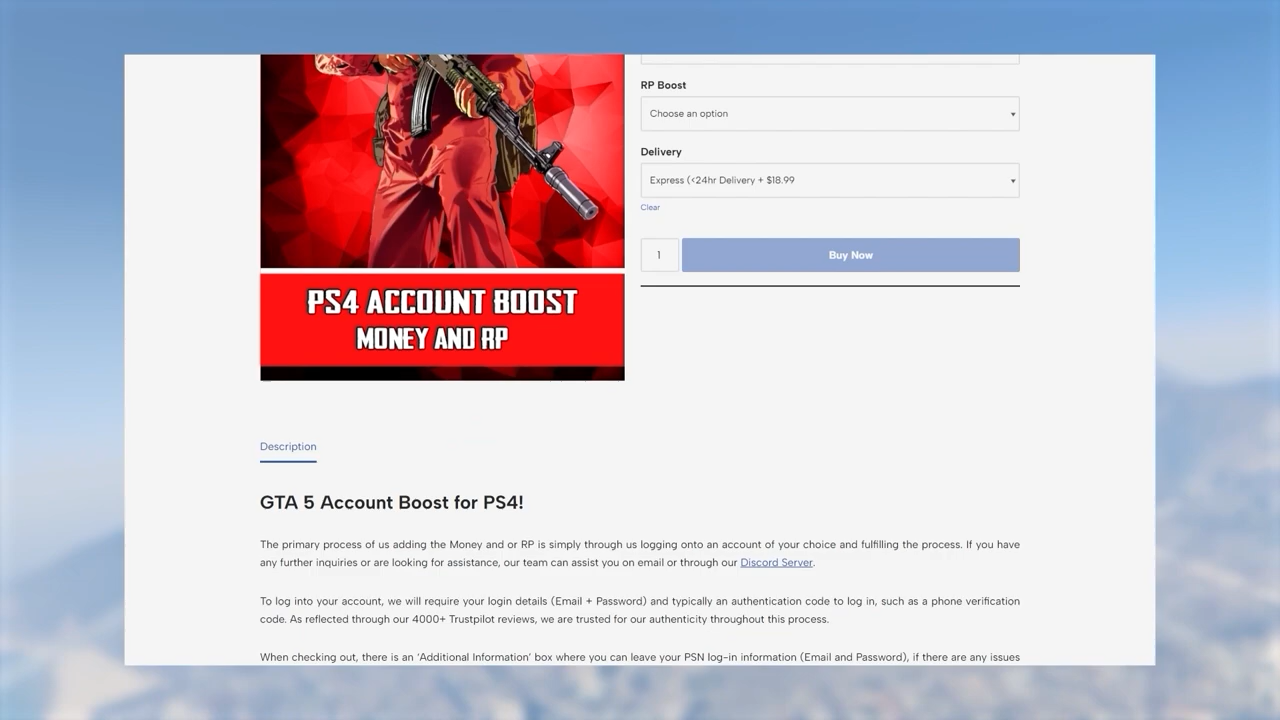 RP Boost
Choose an option
Delivery
Express (<24hr Delivery + $18.99
Clear
1
Buy Now
PS4 ACCOUNT BOOST
MONEY AND RP
Description
GTA 5 Account Boost for PS4!
The primary process of us adding the Money and or RP is simply through us logging onto an account of your choice and fulfilling the process. If you have
any further inquiries or are looking for assistance, our team can assist you on email or through our Discord Server.
To log into your account, we will require your login details (Email + Password) and typically an authentication code to log in, such as a phone verification
code. As reflected through our 4000+ Trustpilot reviews, we are trusted for our authenticity throughout this process.
When checking out, there is an ‘Additional Information’ box where you can leave your PSN log-in information (Email and Password), if there are any issues